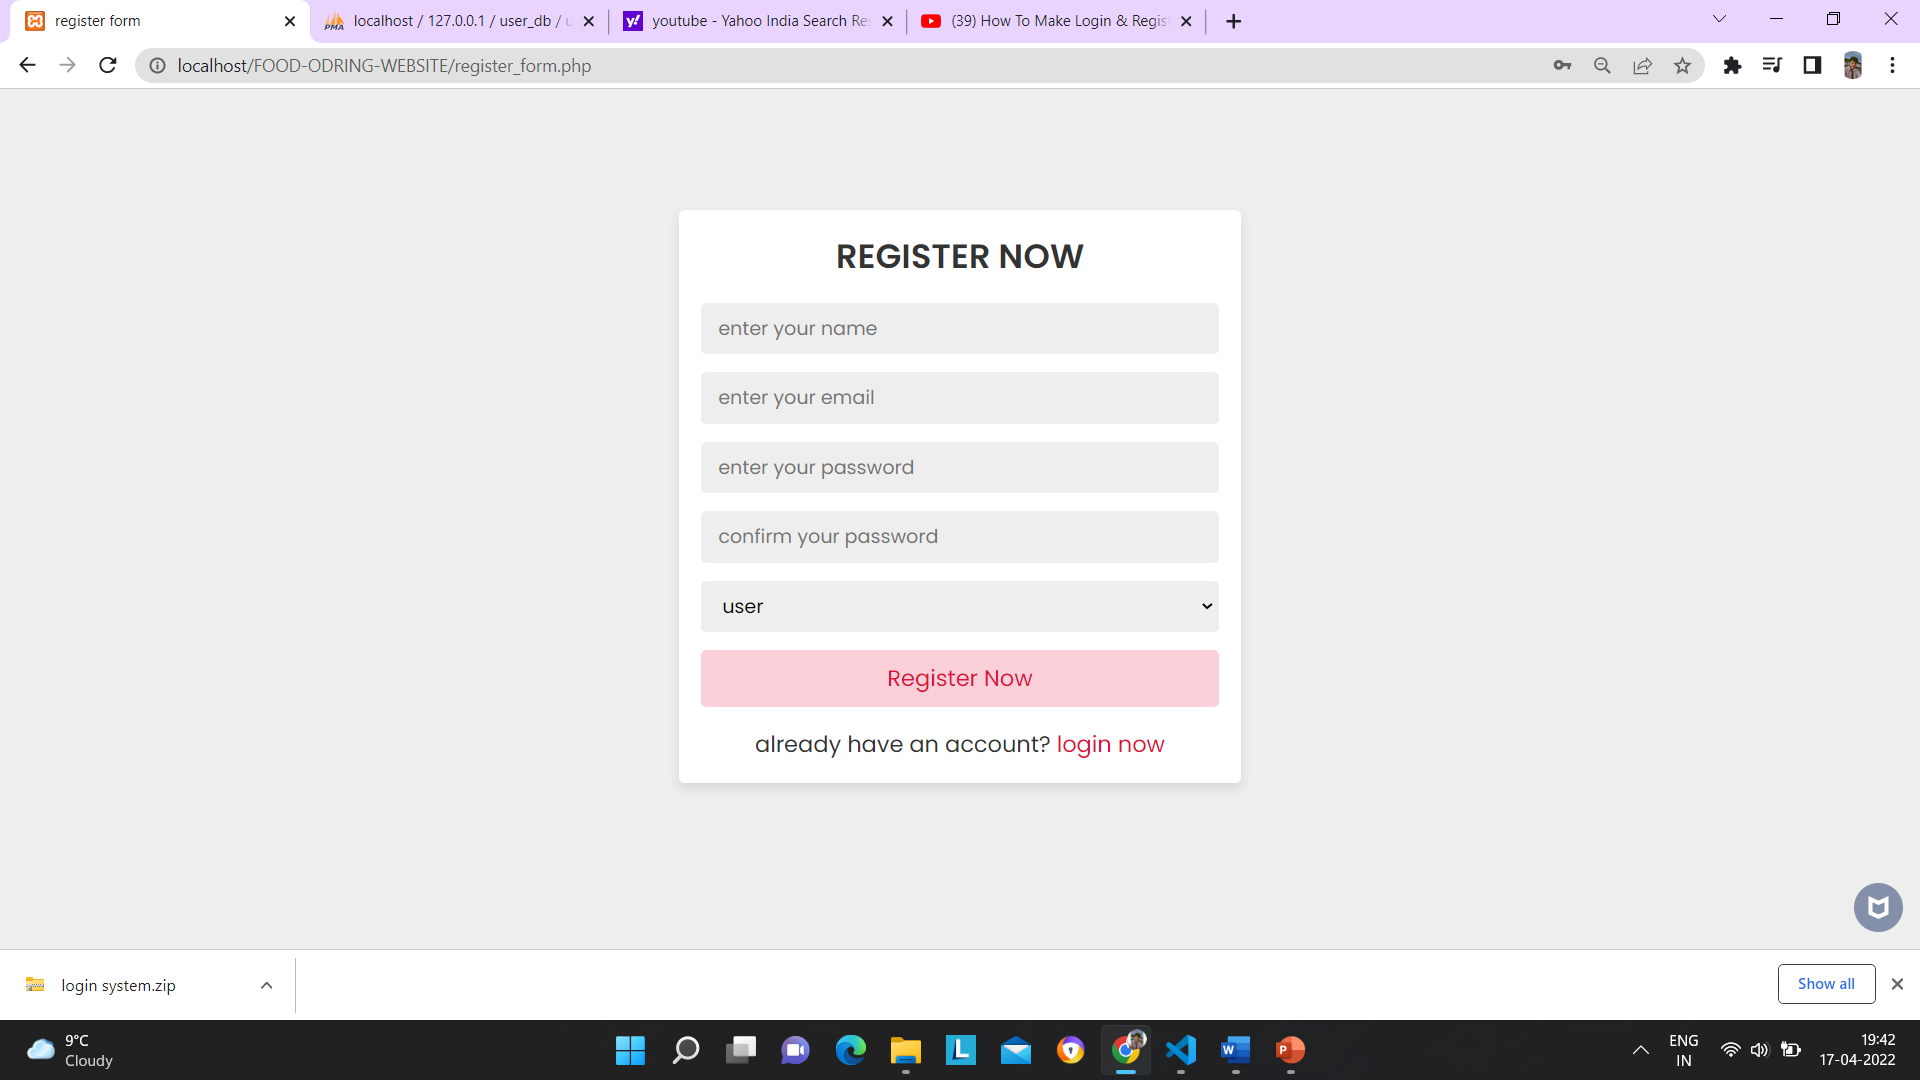 register form
localhost / 127.0.0.1 / user_db / u
youtube - Yahoo India Search Res
(39) How To Make Login & Regist
localhost/FOOD-ODRING-WEBSITE/register_form.php
REGISTER NOW
enter your name
enter your email
enter your password
confirm your password
user
Register Now
already have an account? login now
login system.zip
Show all
9°C
Cloudy
ENG
IN
19:42
17-04-2022